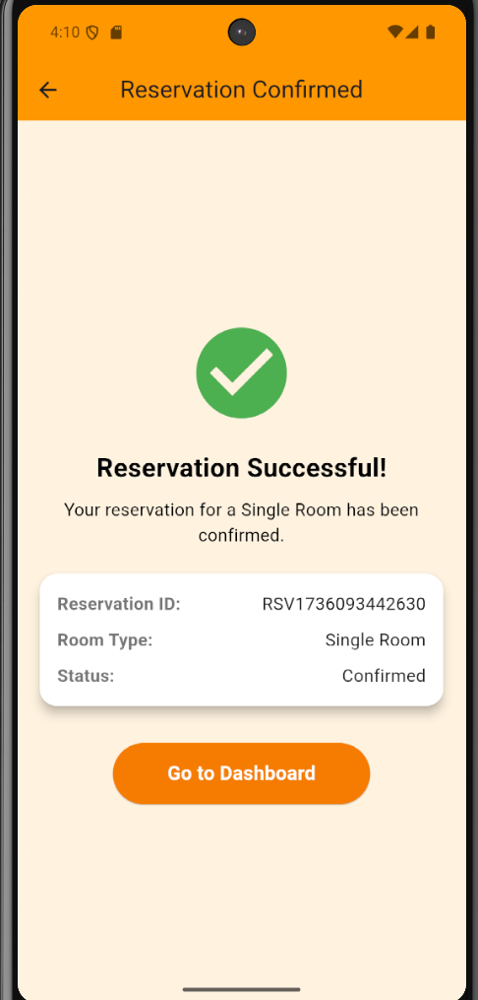 4:10
Reservation Confirmed
Reservation Successful!
Your reservation for a Single Room has been
confirmed.
Reservation ID: RSV1736093442630
Room Type: Single Room
Status: Confirmed
Go to Dashboard